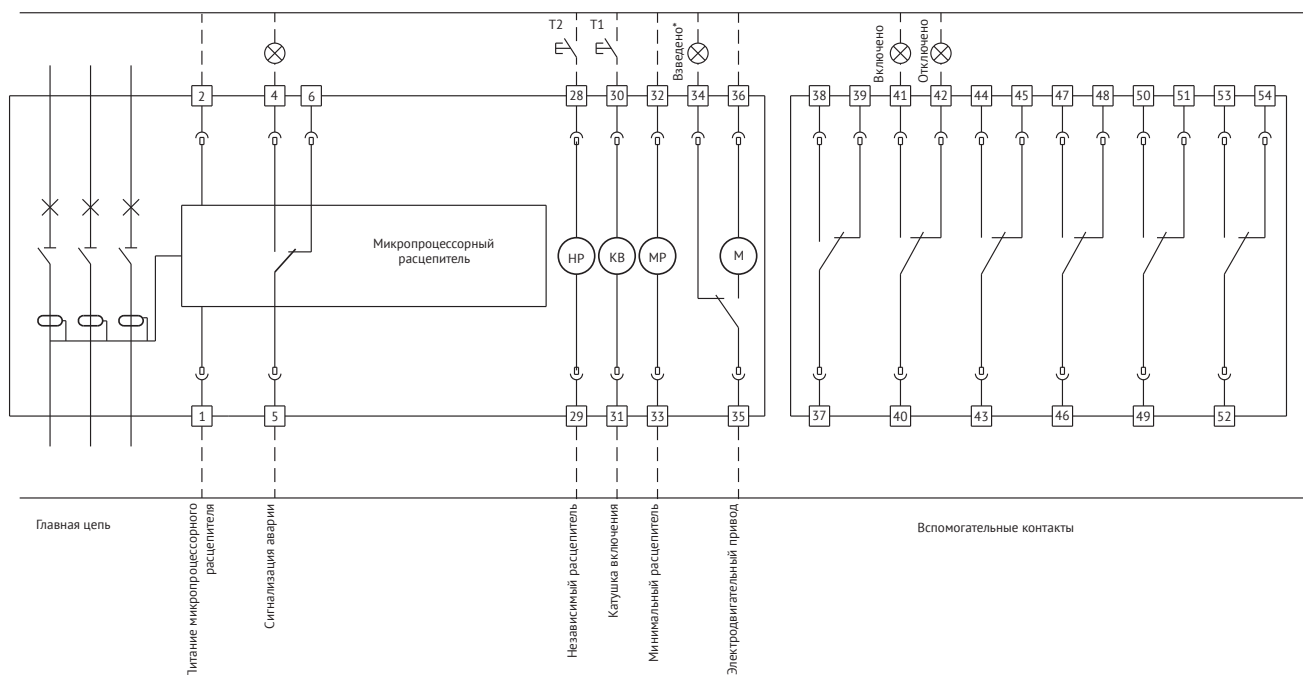 T2
T1
Взведено*
Включено
Отключено
2
4
6
28
30
32
34
36
38
39
41
42
44
45
47
48
50
51
53
54
Микропроцессорный
расцепитель
НР
КВ
МР
М
1
5
29
31
33
35
37
40
43
46
49
52
Главная цепь
Питание микропроцессорного
расцепителя
Сигнализация аварии
Независимый расцепитель
Катушка включения
Минимальный расцепитель
Электродвигательный привод
Вспомогательные контакты